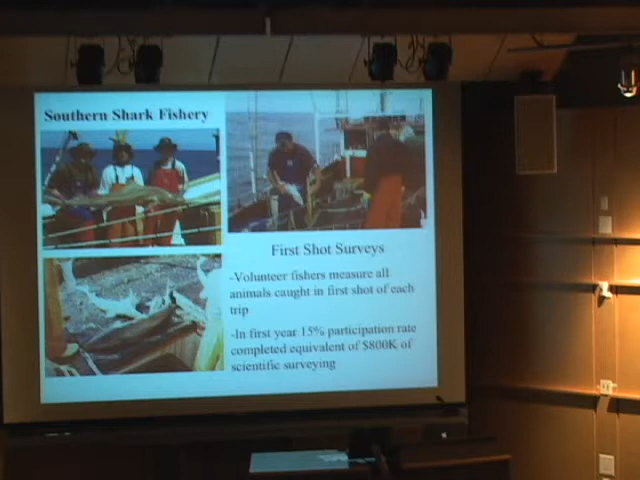 Southern Shark Fishery
First Shot Surveys
-Volunteer fishers measure all
animals caught in first shot of each
trip
-In first year 15% participation rate
completed equivalent of $800K of
scientific surveying